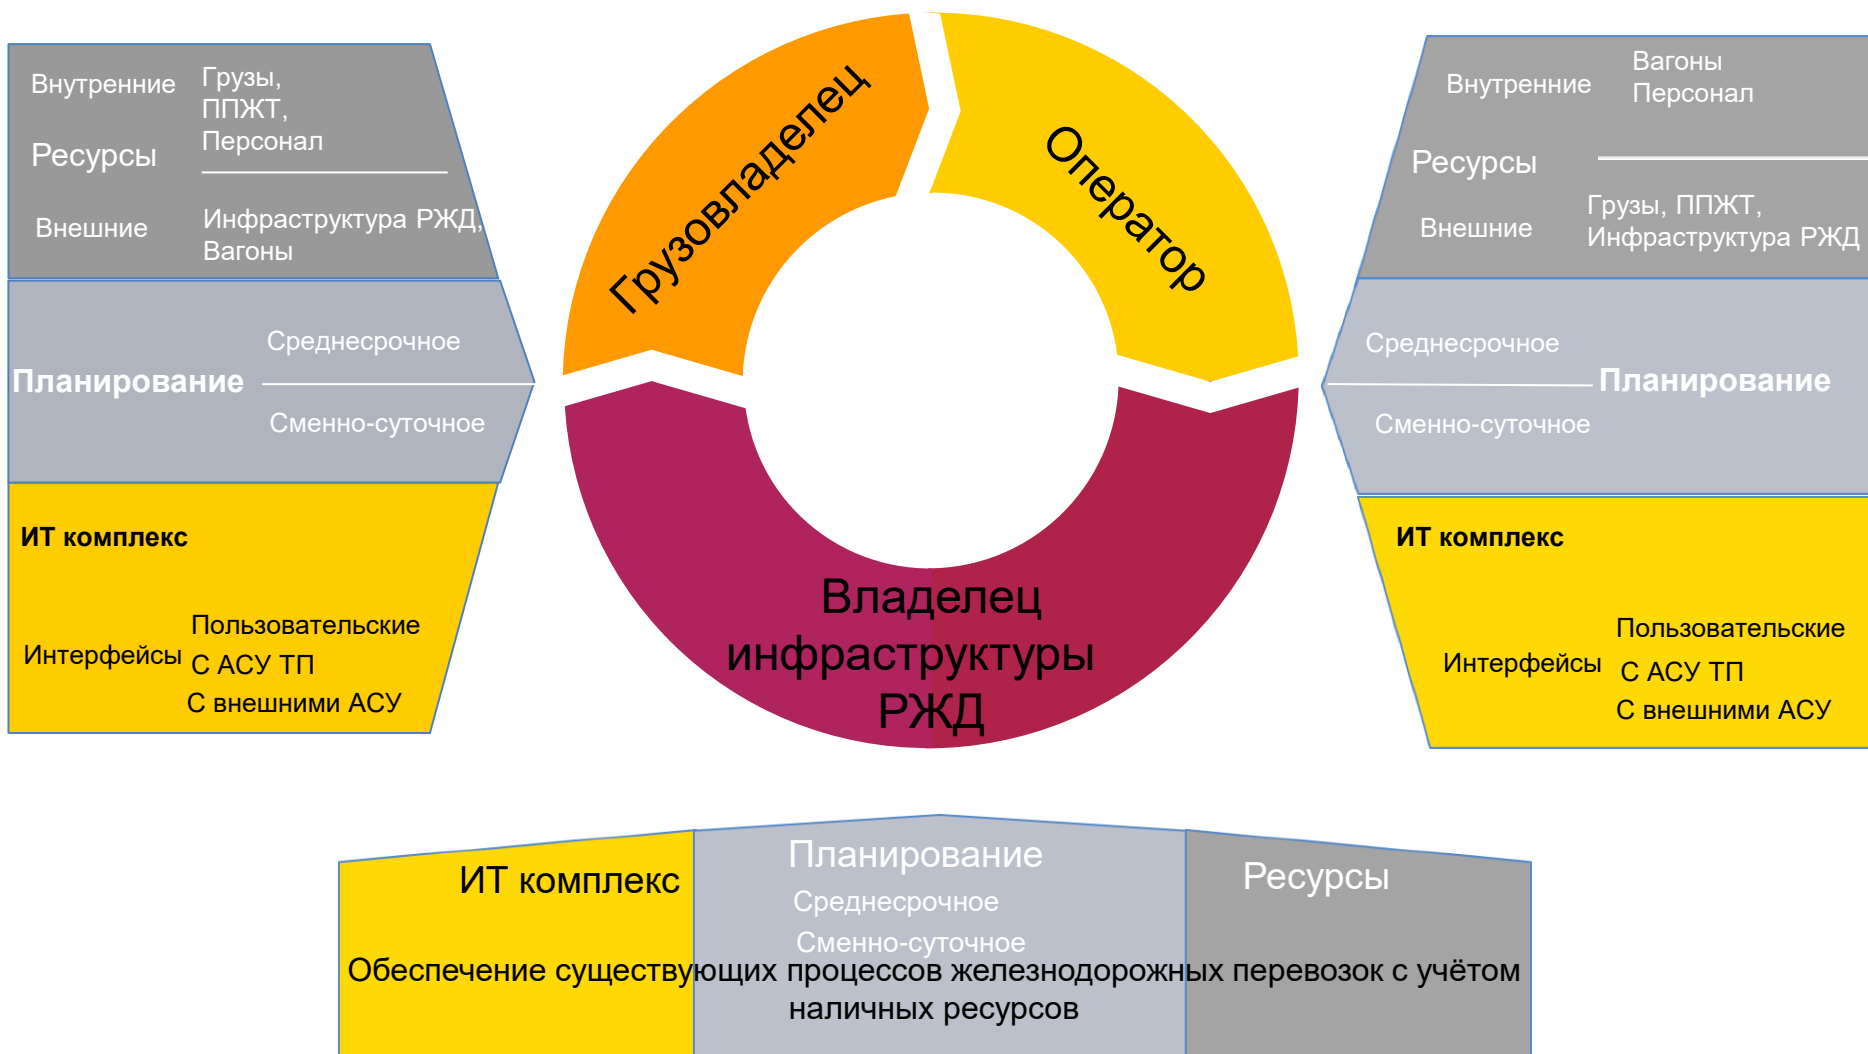 Внутренние
Грузы,
ППЖТ,
Персонал
Ресурсы
Внешние
Инфраструктура РЖД,
Вагоны
Планирование
Среднесрочное
Сменно-суточное
ИТ комплекс
Интерфейсы
Пользовательские
С АСУ ТП
С внешними АСУ
Грузовладелец
Оператор
Владелец
инфраструктуры
РЖД
Внутренние
Вагоны
Персонал
Ресурсы
Внешние
Грузы, ППЖТ,
Инфраструктура РЖД
Среднесрочное
Планирование
Сменно-суточное
ИТ комплекс
Интерфейсы
Пользовательские
С АСУ ТП
С внешними АСУ
ИТ комплекс
Планирование
Среднесрочное
Сменно-суточное
Ресурсы
Обеспечение существующих процессов железнодорожных перевозок с учётом
наличных ресурсов